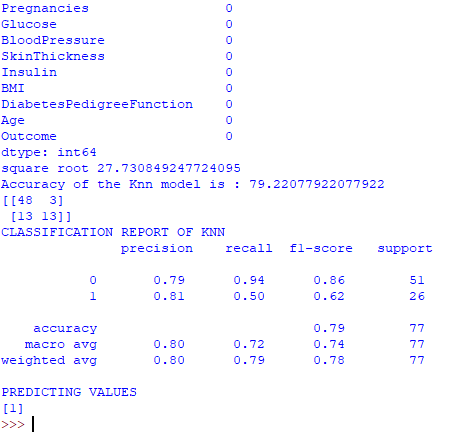 Pregnancies 0
Glucose 0
BloodPressure 0
SkinThickness 0
Insulin 0
BMI 0
DiabetesPedigreeFunction 0
Age 0
Outcome 0
dtype: int64
square root 27.730849247724095
Accuracy of the Knn model is : 79.22077922077922
[[48  3]
 [13 13]]
CLASSIFICATION REPORT OF KNN
precision recall f1-score support
0 0.79 0.94 0.86 51
1 0.81 0.50 0.62 26
accuracy 0.79 77
macro avg 0.80 0.72 0.74 77
weighted avg 0.80 0.79 0.78 77
PREDICTING VALUES
[1]
>>>